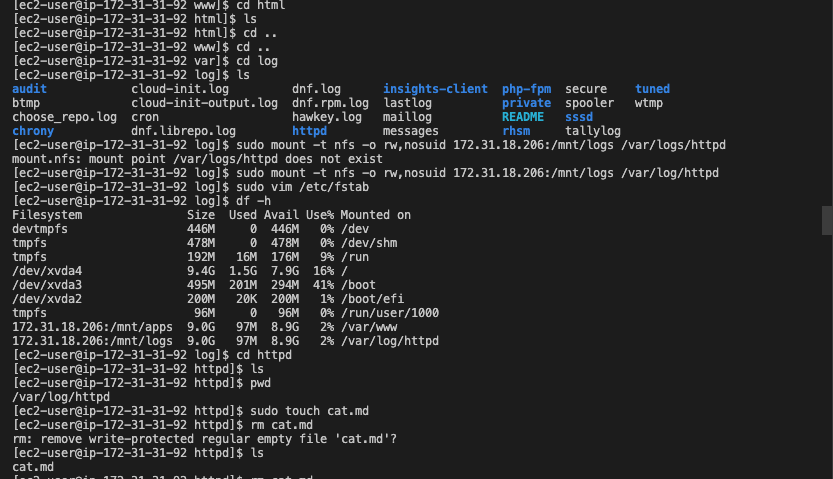 [ec2-user@ip-172-31-31-92 www]$ cd html
[ec2-user@ip-172-31-31-92 html]$ ls
[ec2-user@ip-172-31-31-92 html]$ cd ..
[ec2-user@ip-172-31-31-92 www]$ cd ..
[ec2-user@ip-172-31-31-92 var]$ cd log
[ec2-user@ip-172-31-31-92 log]$ ls
audit cloud-init.log dnf.log insights-client php-fpm secure tuned
btmp cloud-init-output.log dnf.rpm.log lastlog private spooler wtmp
choose_repo.log cron hawkey.log maillog README sssd
chrony dnf.librepo.log httpd messages rhsm tallylog
[ec2-user@ip-172-31-31-92 log]$ sudo mount -t nfs -o rw,nosuid 172.31.18.206:/mnt/logs /var/logs/httpd
mount.nfs: mount point /var/logs/httpd does not exist
[ec2-user@ip-172-31-31-92 log]$ sudo mount -t nfs -o rw,nosuid 172.31.18.206:/mnt/logs /var/log/httpd
[ec2-user@ip-172-31-31-92 log]$ sudo vim /etc/fstab
[ec2-user@ip-172-31-31-92 log]$ df -h
Filesystem Size Used Avail Use% Mounted on
devtmpfs 446M 0 446M 0% /dev
tmpfs 478M 0 478M 0% /dev/shm
tmpfs 192M 16M 176M 9% /run
/dev/xvda4 9.4G 1.5G 7.9G 16% /
/dev/xvda3 495M 201M 294M 41% /boot
/dev/xvda2 200M 20K 200M 1% /boot/efi
tmpfs 96M 0 96M 0% /run/user/1000
172.31.18.206:/mnt/apps 9.0G 97M 8.9G 2% /var/www
172.31.18.206:/mnt/logs 9.0G 97M 8.9G 2% /var/log/httpd
[ec2-user@ip-172-31-31-92 log]$ cd httpd
[ec2-user@ip-172-31-31-92 httpd]$ ls
[ec2-user@ip-172-31-31-92 httpd]$ pwd
/var/log/httpd
[ec2-user@ip-172-31-31-92 httpd]$ sudo touch cat.md
[ec2-user@ip-172-31-31-92 httpd]$ rm cat.md
rm: remove write-protected regular empty file 'cat.md'?
[ec2-user@ip-172-31-31-92 httpd]$ ls
cat.md
[ec2-user@ip-172-31-31-92 httpd]$ rm cat.md